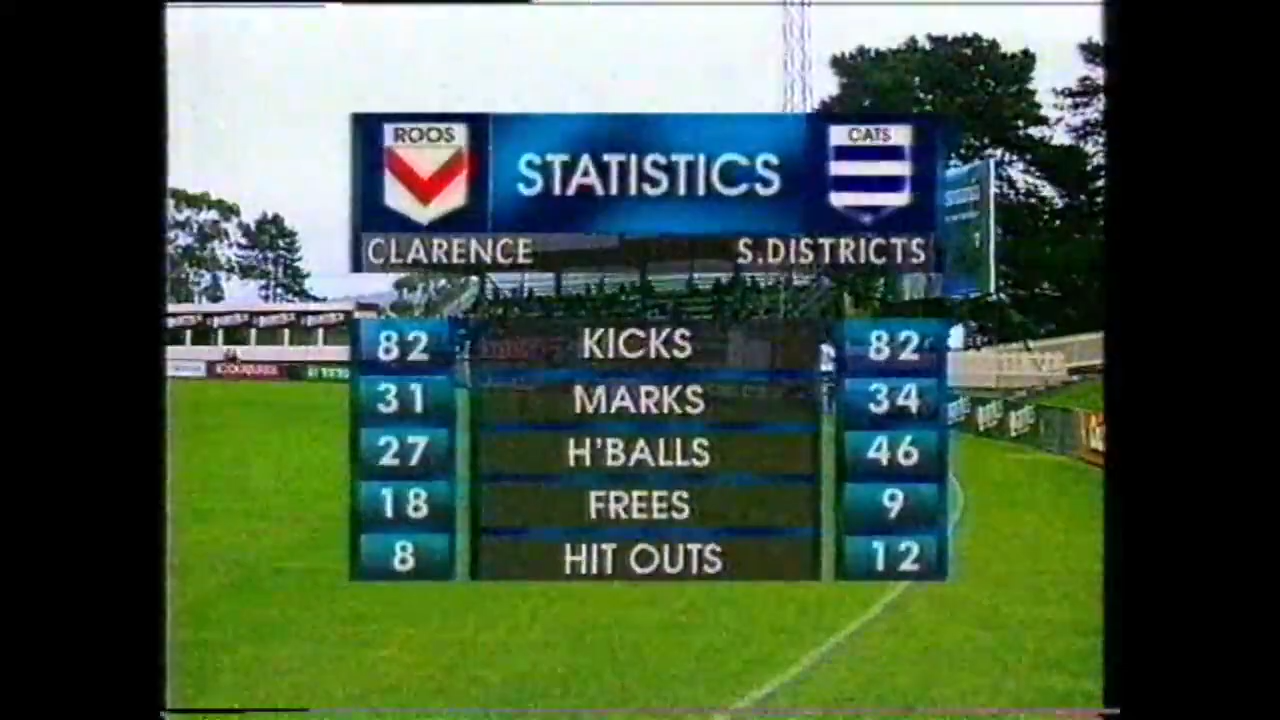 ROOS
STATISTICS
CATS
CLARENCE
S.DISTRICTS
82 KICKS 82
31 MARKS 34
27 H'BALLS 46
18 FREES 9
8 HIT OUTS 12